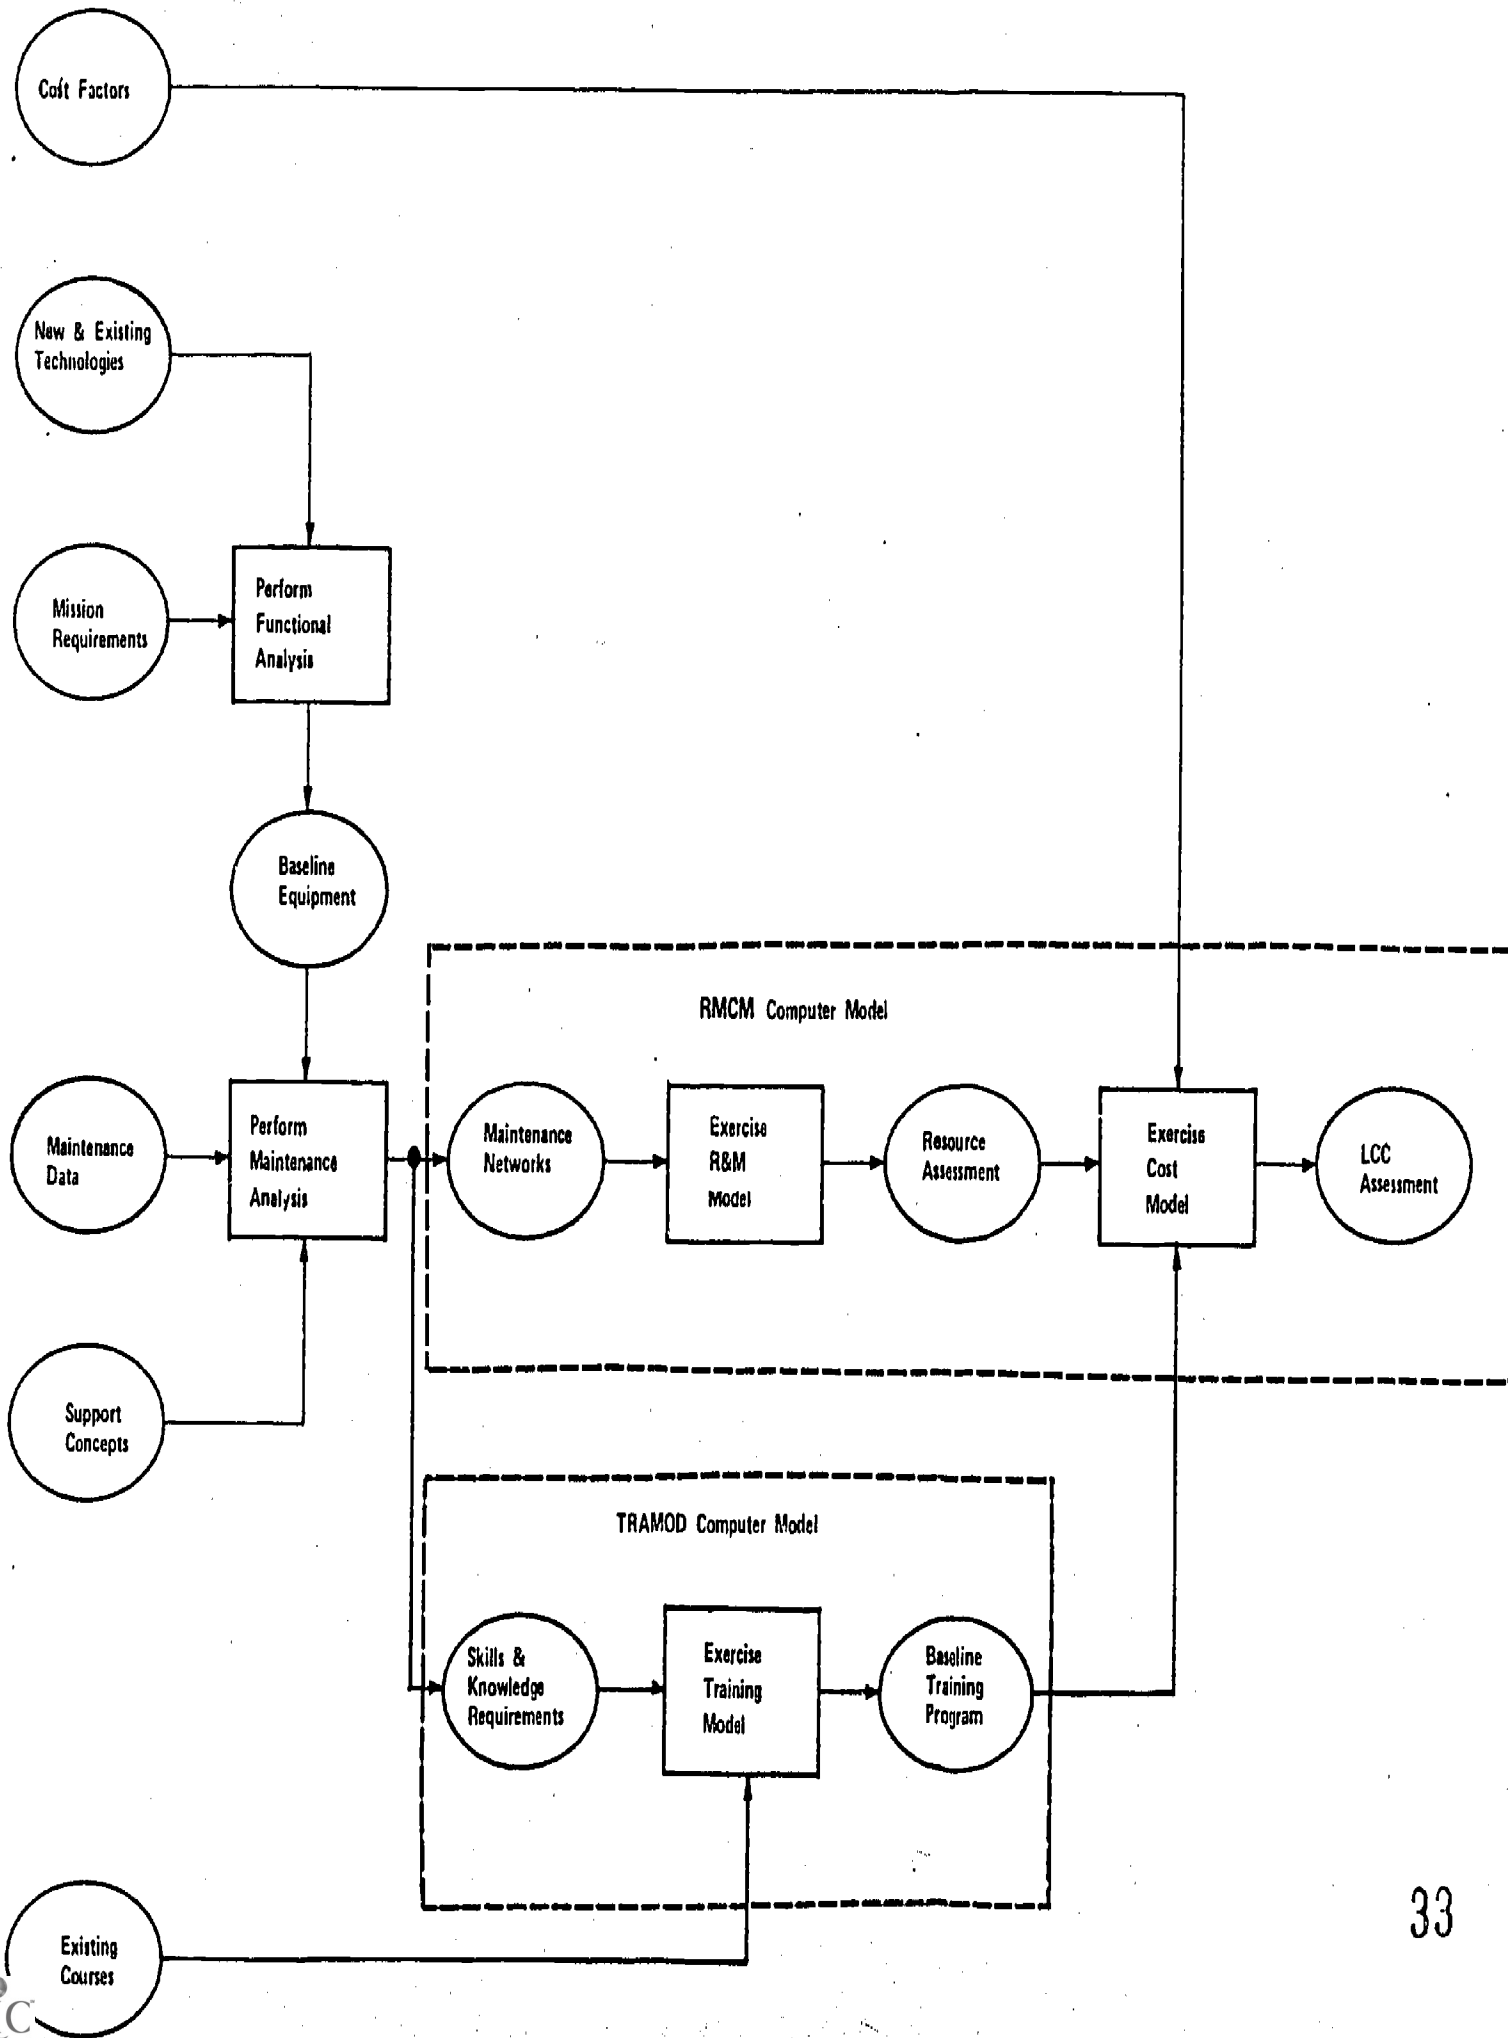 Cost Factors
New & Existing
Technologies
Mission
Requirements
Perform
Functional
Analysis
Baseline
Equipment
RMCM Computer Model
Maintenance
Data
Perform
Maintenance
Analysis
Maintenance
Networks
Exercise
R&M
Model
Resource
Assessment
Exercise
Cost
Model
LCC
Assessment
Support
Concepts
TRAMOD Computer Model
Skills &
Knowledge
Requirements
Exercise
Training
Model
Baseline
Training
Program
Existing
Courses
33
C